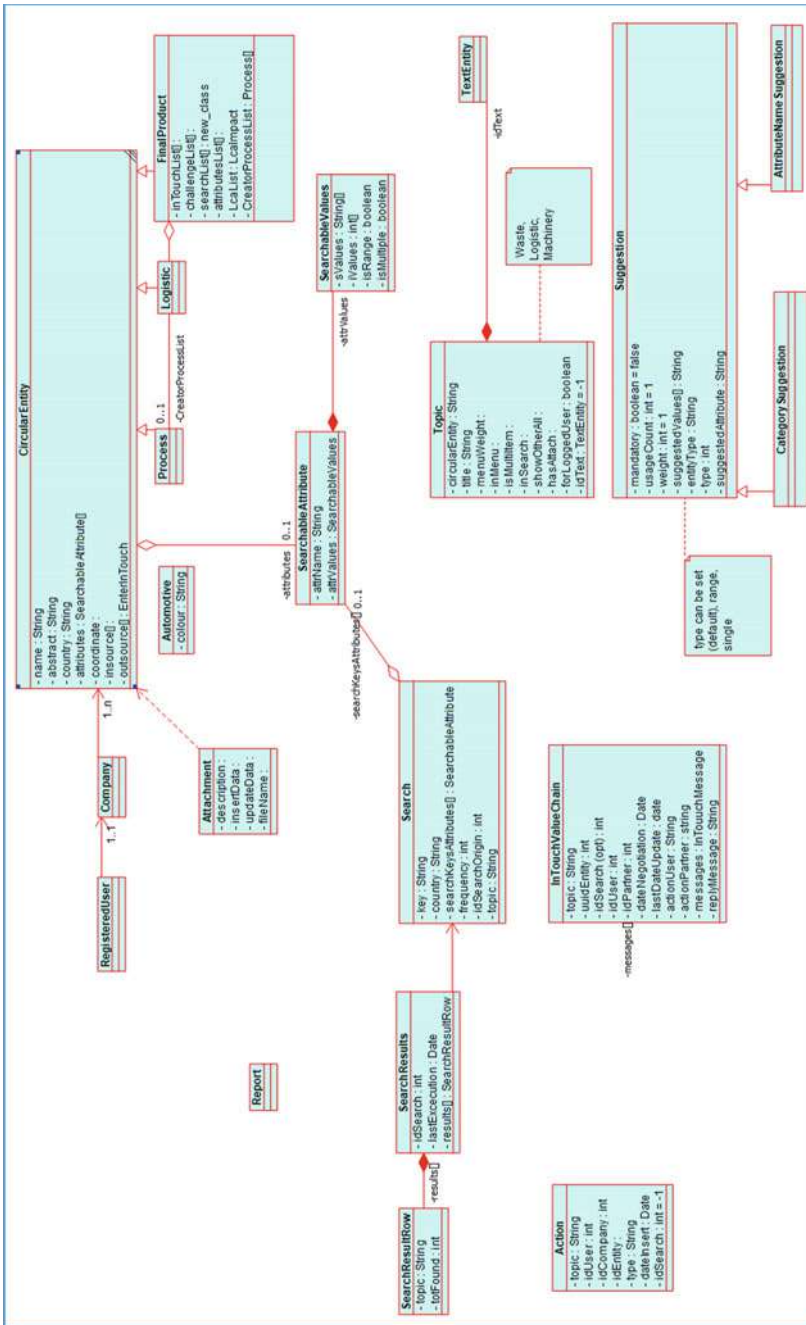 CircularEntity
- name : String
- abstract : String
- country : String
- attributes : SearchableAttribute[]
- coordinate :
- insource[] :
- outsource[] : EnterInTouch
RegisteredUser
1..1
Company
1..n
Attachment
- description :
- insertData :
- updateData :
- fileName :
Automotive
- colour : String
Process
0..1
-CreatorProcessList
Logistic
FinalProduct
- inTouchList[] :
- challengeList[] :
- searchList[] : new_class
- attributesList[] :
- LcaList : LcaImpact
- CreatorProcessList : Process[]
-attributes
0..1
SearchableAttribute
- attrName : String
- attrValues : SearchableValues
-attrValues
SearchableValues
- sValues : String[]
- iValues : int[]
- isRange : boolean
- isMultiple : boolean
-searchKeysAttributes[]
0..1
Report
SearchResultRow
- topic : String
- totFound : int
-results[]
SearchResults
- idSearch : int
- lastExcecution : Date
- results[] : SearchResultRow
Search
- key : String
- country : String
- searchKeysAttributes[] : SearchableAttribute
- frequency : int
- idSearchOrigin : int
- topic : String
Topic
- circularEntity : String
- title : String
- menuWeight :
- inMenu :
- isMultiItem :
- inSearch :
- showOtherAll :
- hasAttach :
- forLoggedUser : boolean
- idText : TextEntity = -1
-idText
TextEntity
Waste,
Logistic,
Machinery
Action
- topic : String
- idUser : int
- idCompany : int
- idEntity :
- type : String
- dateInsert : Date
- idSearch : int = -1
-messages[]
InTouchValueChain
- topic : String
- uuidEntity : int
- idSearch (opt) : int
- idUser : int
- idPartner : int
- dateNegotiation : Date
- lastDateUpdate : date
- actionUser : String
- actionPartner : string
- messages : InTouuchMessage
- replyMessage : String
type can be set
(default), range,
single
Suggestion
- mandatory : boolean = false
- usageCount : int = 1
- weight : int = 1
- suggestedValues[] : String
- entityType : String
- type : int
- suggestedAttribute : String
Category Suggestion
AttributeName Suggestion